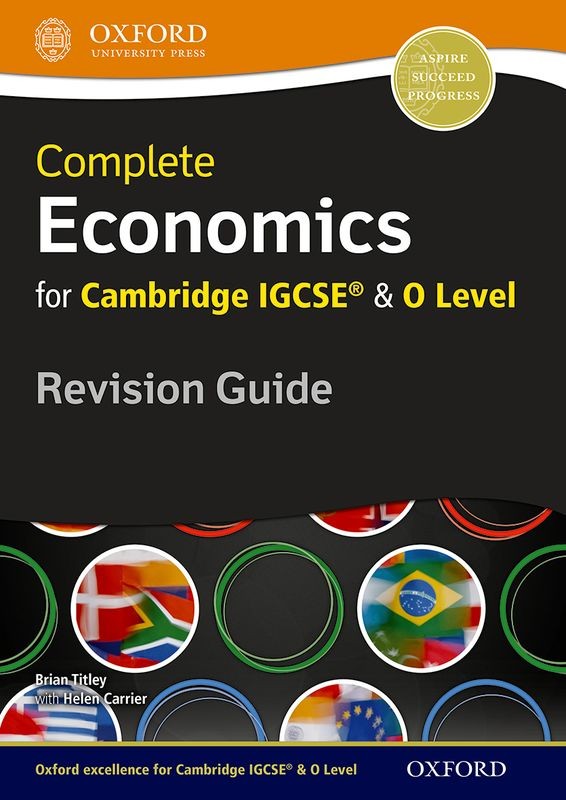 OXFORD
UNIVERSITY PRESS
ASPIRE
SUCCEED
PROGRESS
Complete
Economics
for Cambridge IGCSE® & O Level
Revision Guide
Brian Titley
with Helen Carrier
Oxford excellence for Cambridge IGCSE® & O Level
OXFORD